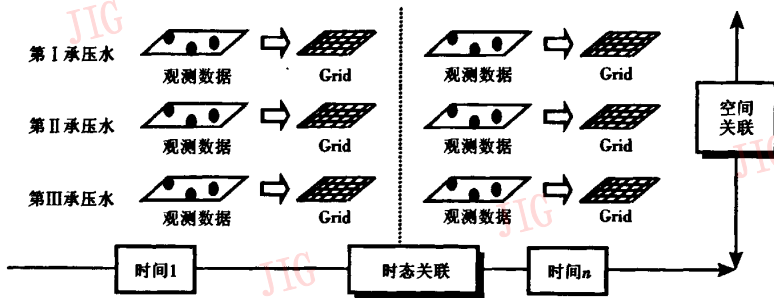 JIG
第Ⅰ承压水
观测数据 Grid 观测数据 Grid
第Ⅱ承压水
观测数据 Grid 观测数据 Grid
空间
关联
JIG
第Ⅲ承压水
观测数据 Grid 观测数据 Grid
JIG
时间1 时态关联 时间n
JIG